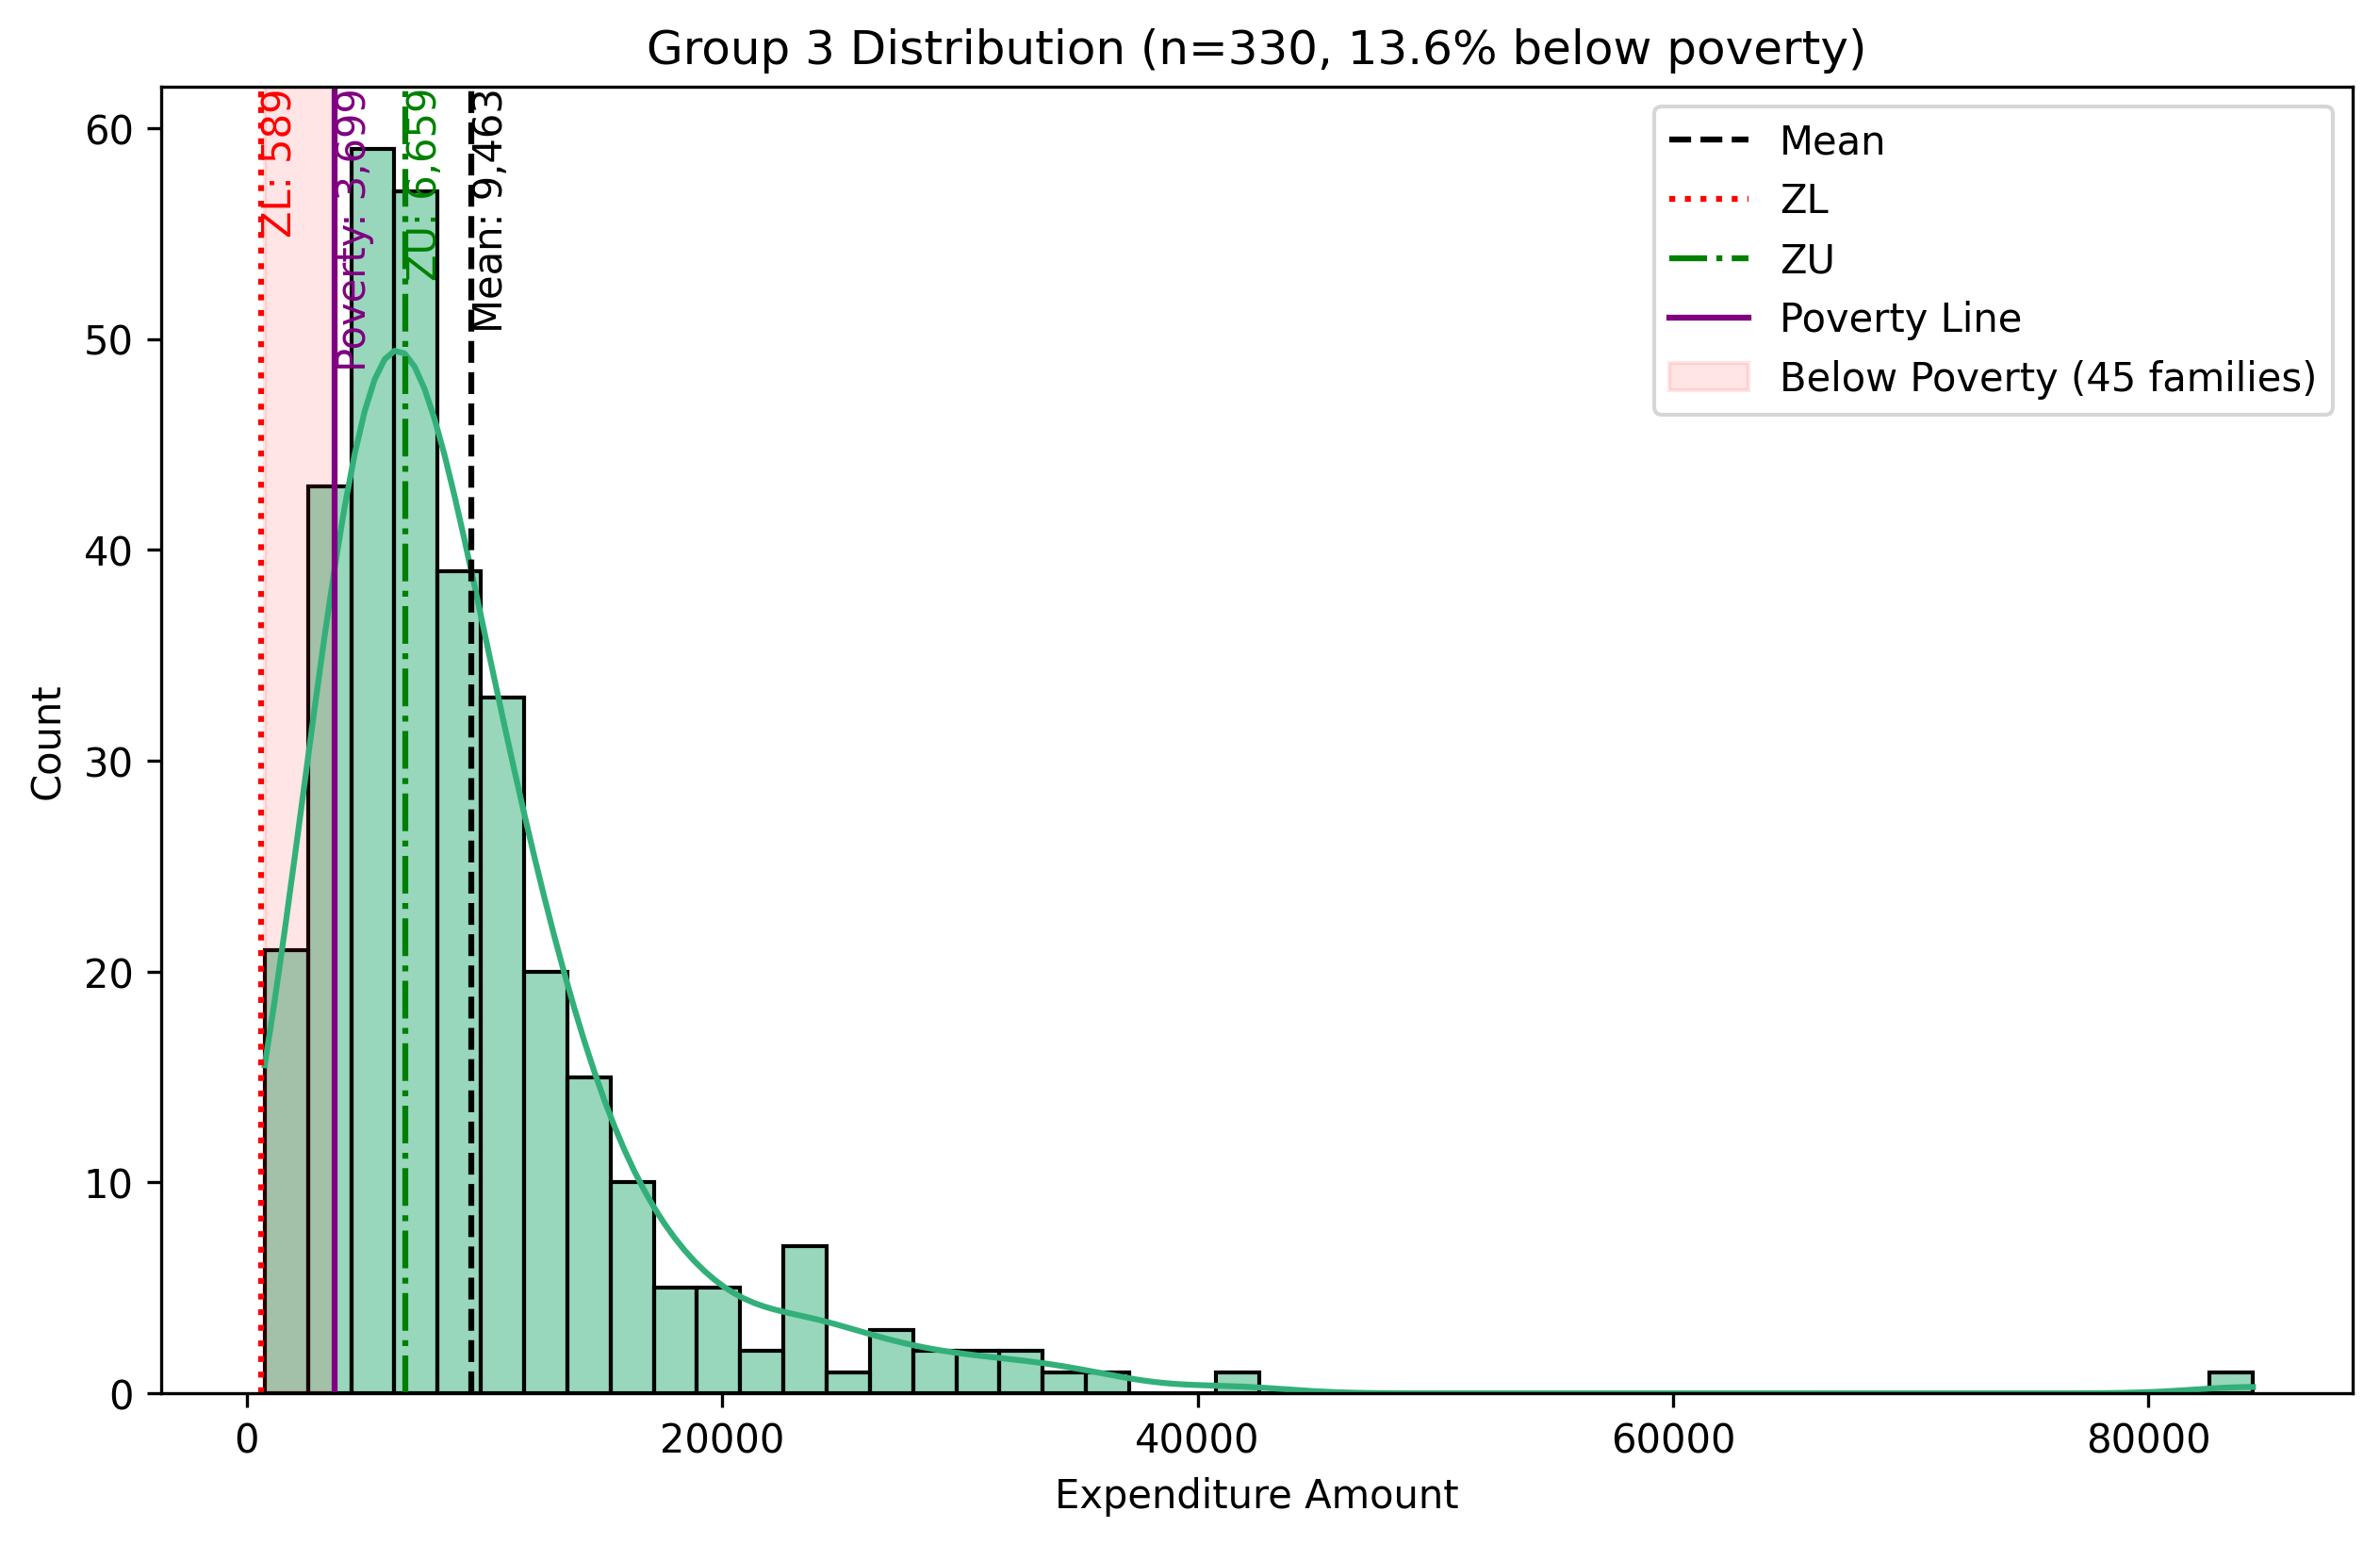 Group 3 Distribution (n=330, 13.6% below poverty)
ZL: 589
Poverty: 3,699
ZU: 6,659
Mean: 9,463
Mean
ZL
ZU
Poverty Line
Below Poverty (45 families)
60
50
40
30
20
10
0
Count
0 20000 40000 60000 80000
Expenditure Amount